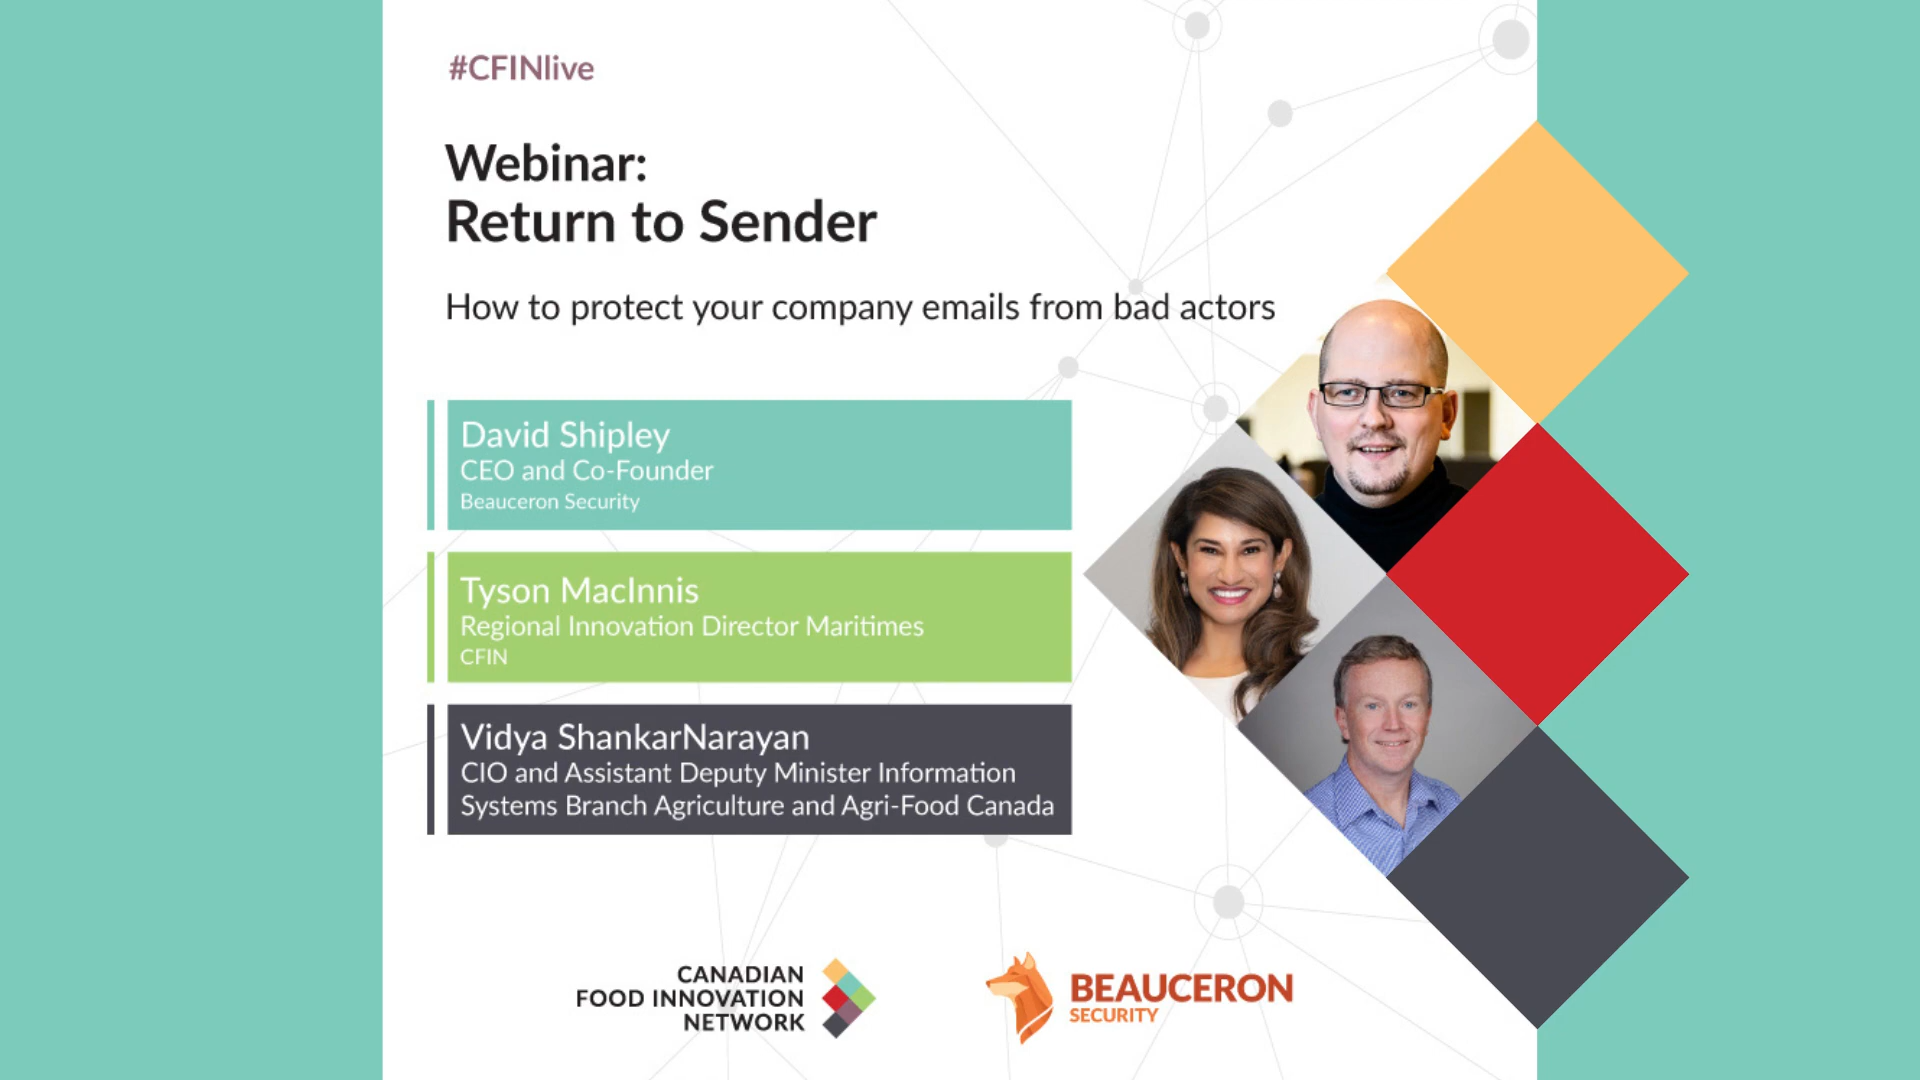 #CFINlive
Webinar:
Return to Sender
How to protect your company emails from bad actors
David Shipley
CEO and Co-Founder
Beauceron Security
Tyson MacInnis
Regional Innovation Director Maritimes
CFIN
Vidya ShankarNarayan
CIO and Assistant Deputy Minister Information
Systems Branch Agriculture and Agri-Food Canada
CANADIAN
FOOD INNOVATION
NETWORK
BEAUCERON
SECURITY